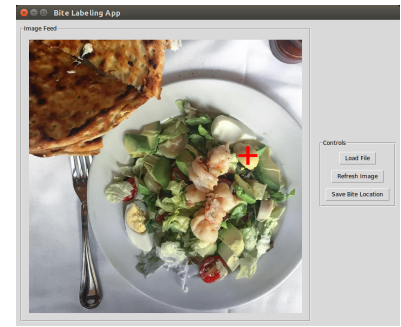 Bite Labeling App
Image Feed
Controls
Load File
Refresh Image
Save Bite Location